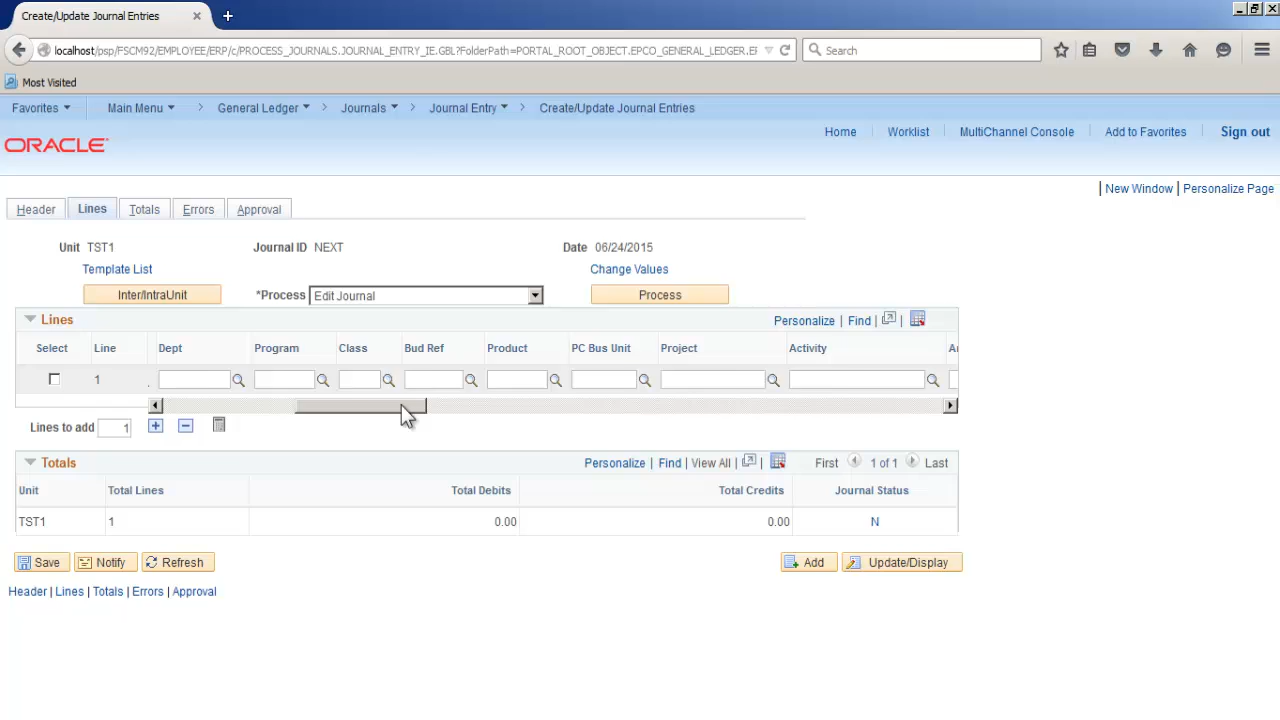 Create/Update Journal Entries
localhost/psp/FSCM92/EMPLOYEE/ERP/c/PROCESS_JOURNALS.JOURNAL_ENTRY_IE.GBL?FolderPath=PORTAL_ROOT_OBJECT.EPCO_GENERAL_LEDGER.EF
Search
Most Visited
Favorites Main Menu > General Ledger > Journals > Journal Entry > Create/Update Journal Entries
ORACLE
Home Worklist MultiChannel Console Add to Favorites Sign out
New Window | Personalize Page
Header Lines Totals Errors Approval
Unit TST1 Journal ID NEXT Date 06/24/2015
Template List Change Values
Inter/IntraUnit *Process Edit Journal Process
Lines Personalize | Find | |
Select Line Dept Program Class Bud Ref Product PC Bus Unit Project Activity
1
Lines to add 1
Totals Personalize | Find | View All | | First 1 of 1 Last
Unit Total Lines Total Debits Total Credits Journal Status
TST1 1 0.00 0.00 N
Save Notify Refresh Add Update/Display
Header | Lines | Totals | Errors | Approval